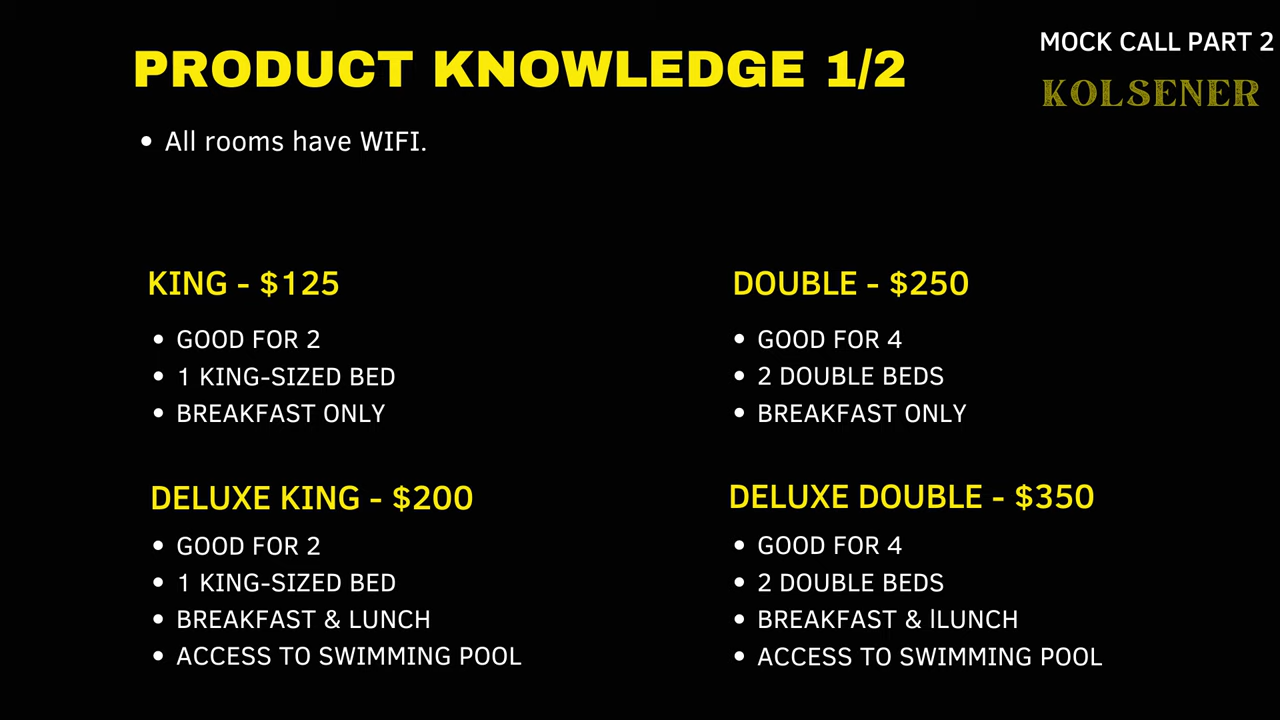 PRODUCT KNOWLEDGE 1/2
MOCK CALL PART 2
KOLSENER
• All rooms have WIFI.
KING - $125
• GOOD FOR 2
• 1 KING-SIZED BED
• BREAKFAST ONLY
DOUBLE - $250
• GOOD FOR 4
• 2 DOUBLE BEDS
• BREAKFAST ONLY
DELUXE KING - $200
• GOOD FOR 2
• 1 KING-SIZED BED
• BREAKFAST & LUNCH
• ACCESS TO SWIMMING POOL
DELUXE DOUBLE - $350
• GOOD FOR 4
• 2 DOUBLE BEDS
• BREAKFAST & lLUNCH
• ACCESS TO SWIMMING POOL